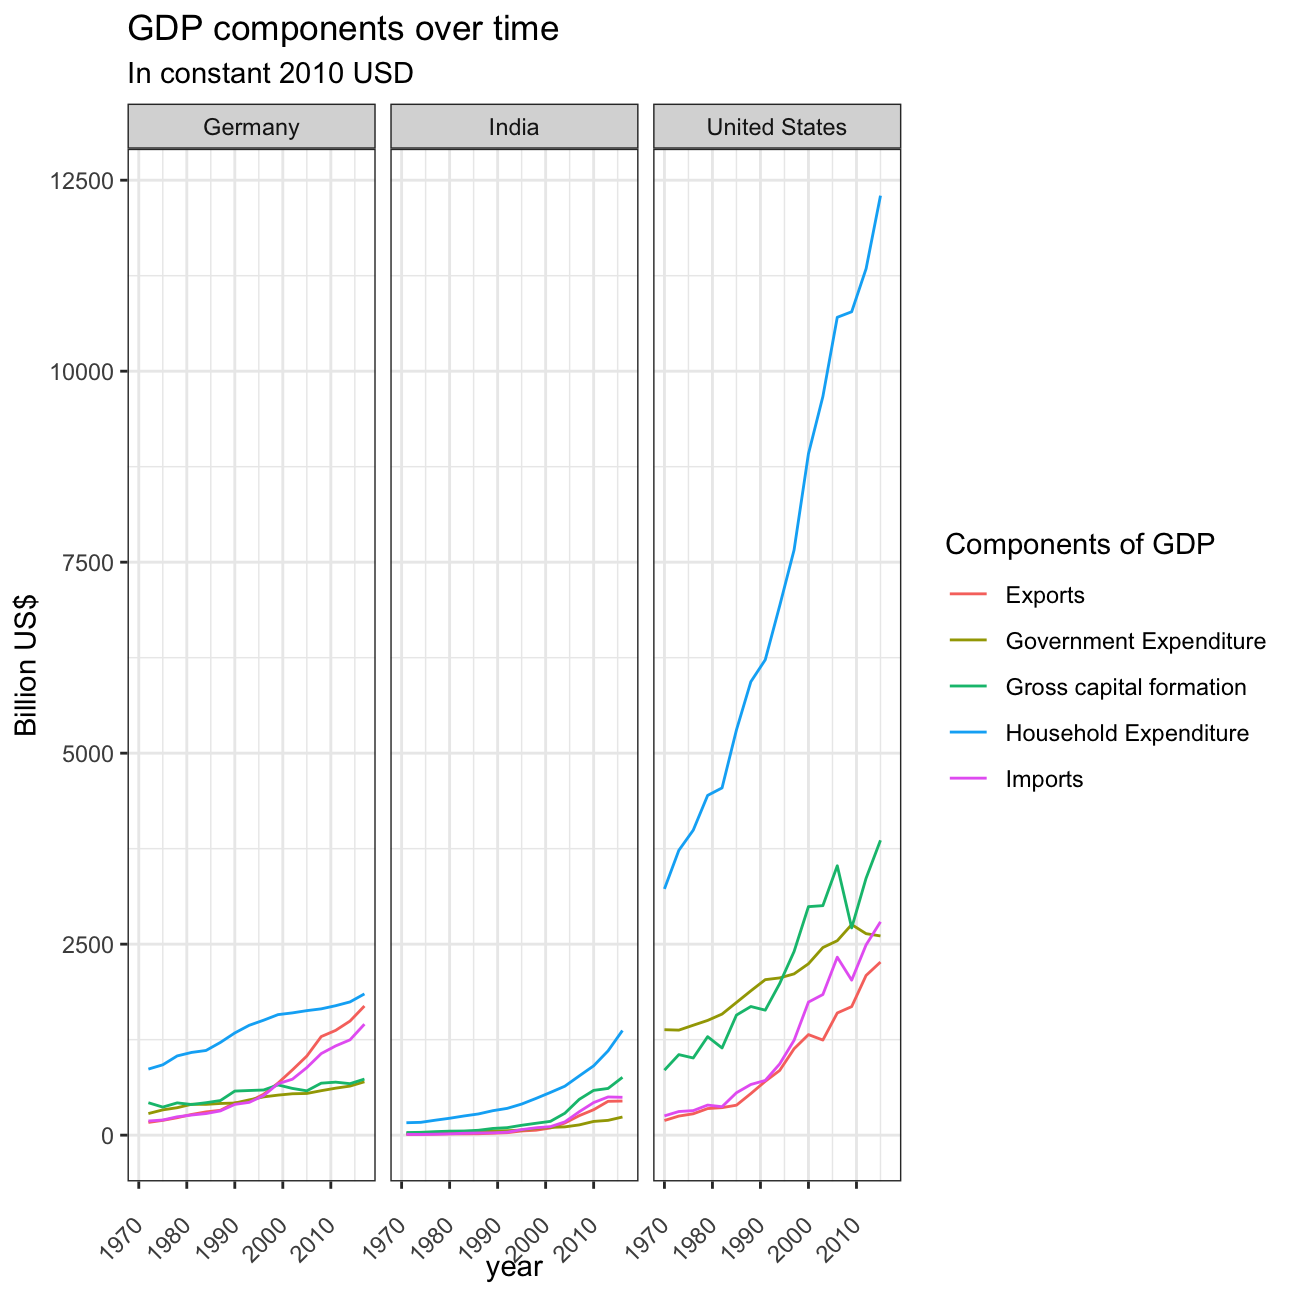 GDP components over time
In constant 2010 USD
Germany
India
United States
12500
10000
7500
5000
2500
0
Billion US$
1970 1980 1990 2000 2010
1970 1980 1990 2000 2010
1970 1980 1990 2000 2010
year
Components of GDP
Exports
Government Expenditure
Gross capital formation
Household Expenditure
Imports